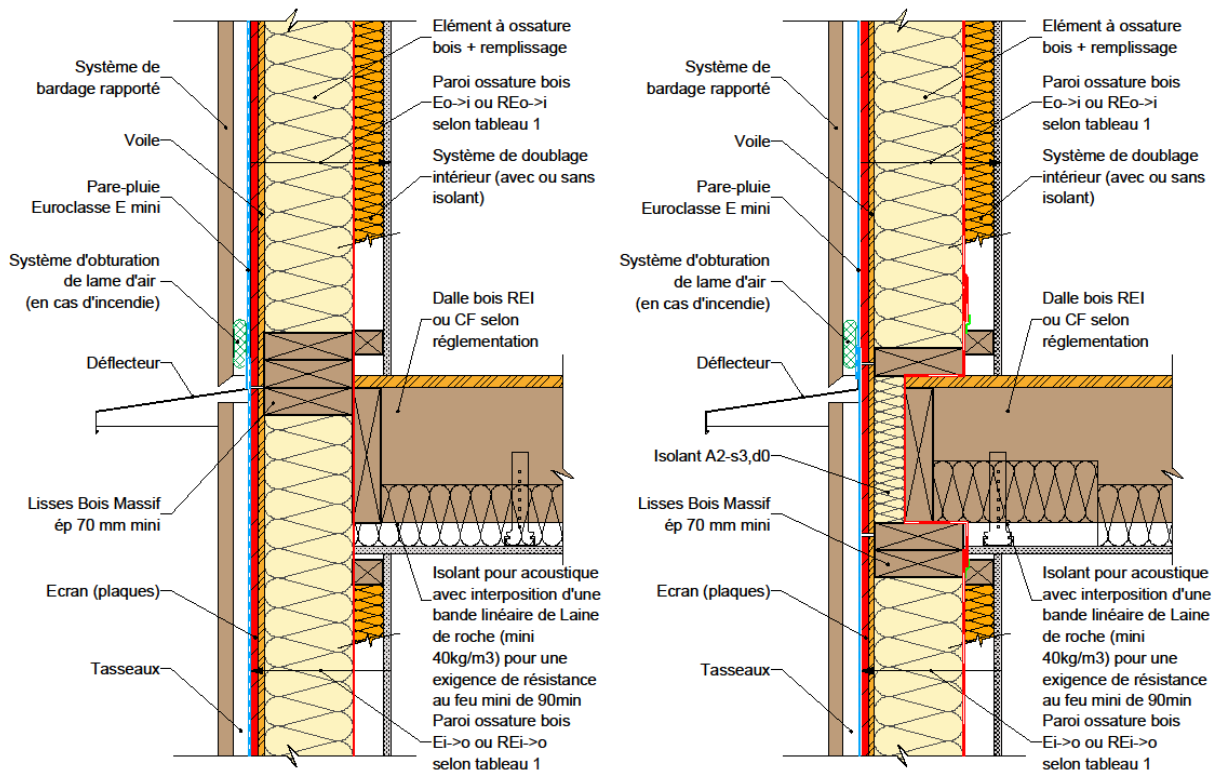 Système de
bardage rapporté
Voile
Pare-pluie
Euroclasse E mini
Système d'obturation
de lame d'air
(en cas d'incendie)
Déflecteur
Lisses Bois Massif
ép 70 mm mini
Ecran (plaques)
Tasseaux
Elément à ossature
bois + remplissage
Paroi ossature bois
Eo->i ou REo->i
selon tableau 1
Système de doublage
intérieur (avec ou sans
isolant)
Dalle bois REI
ou CF selon
réglementation
Isolant pour acoustique
avec interposition d'une
bande linéaire de Laine
de roche (mini
40kg/m3) pour une
exigence de résistance
au feu mini de 90min
Paroi ossature bois
Ei->o ou REi->o
selon tableau 1
Système de
bardage rapporté
Voile
Pare-pluie
Euroclasse E mini
Système d'obturation
de lame d'air
(en cas d'incendie)
Déflecteur
Isolant A2-s3,d0
Lisses Bois Massif
ép 70 mm mini
Ecran (plaques)
Tasseaux
Elément à ossature
bois + remplissage
Paroi ossature bois
Eo->i ou REo->i
selon tableau 1
Système de doublage
intérieur (avec ou sans
isolant)
Dalle bois REI
ou CF selon
réglementation
Isolant pour acoustique
avec interposition d'une
bande linéaire de Laine
de roche (mini
40kg/m3) pour une
exigence de résistance
au feu mini de 90min
Paroi ossature bois
Ei->o ou REi->o
selon tableau 1